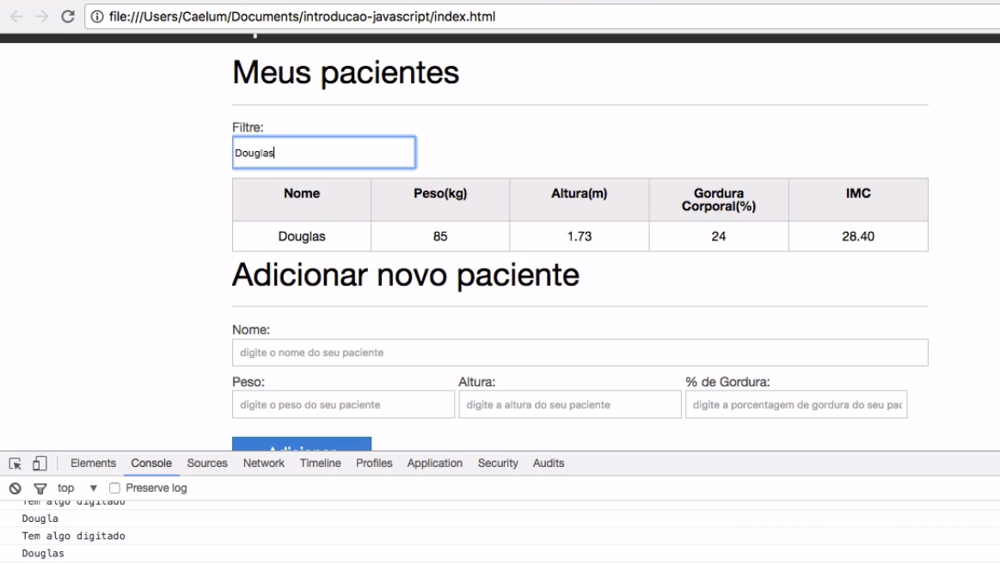 file:///Users/Caelum/Documents/introducao-javascript/index.html
Meus pacientes
Filtre:
Douglas
Nome Peso(kg) Altura(m) Gordura Corporal(%) IMC
Douglas 85 1.73 24 28.40
Adicionar novo paciente
Nome:
digite o nome do seu paciente
Peso: Altura: % de Gordura:
digite o peso do seu paciente digite a altura do seu paciente digite a porcentagem de gordura do seu pac
Adicionar
Elements Console Sources Network Timeline Profiles Application Security Audits
top Preserve log
Tem algo digitado
Dougla
Tem algo digitado
Douglas